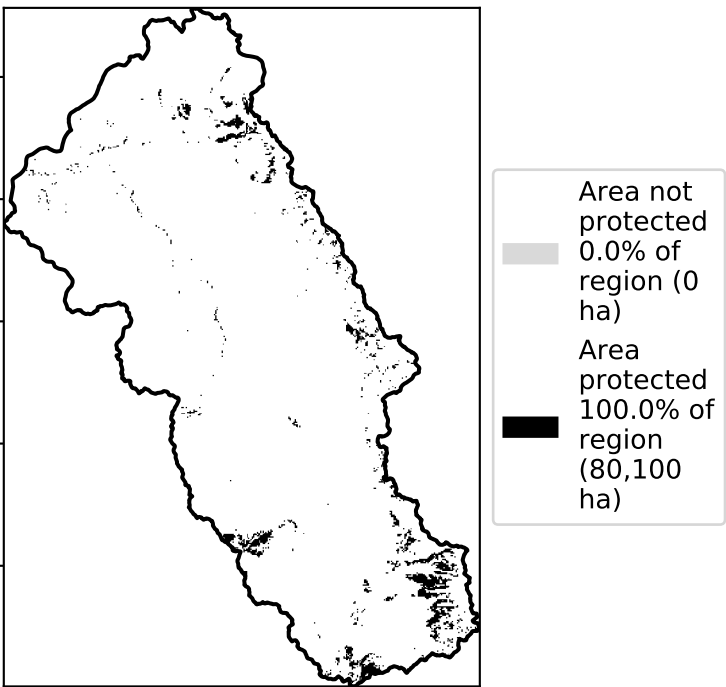 Area not
protected
0.0% of
region (0
ha)
Area
protected
100.0% of
region
(80,100
ha)